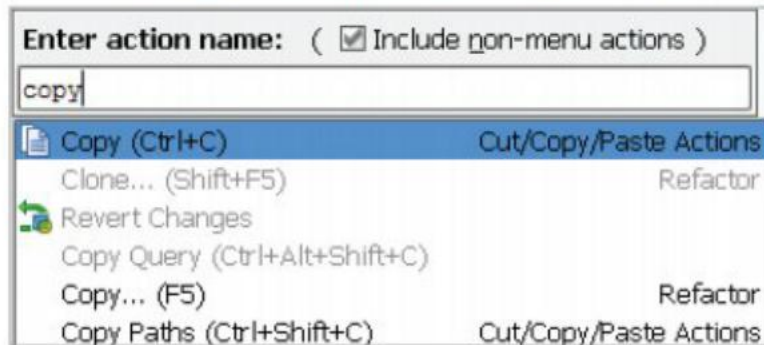 Enter action name: ( Include non-menu actions )
copy
Copy (Ctrl+C) Cut/Copy/Paste Actions
Clone... (Shift+F5) Refactor
Revert Changes
Copy Query (Ctrl+Alt+Shift+C)
Copy... (F5) Refactor
Copy Paths (Ctrl+Shift+C) Cut/Copy/Paste Actions